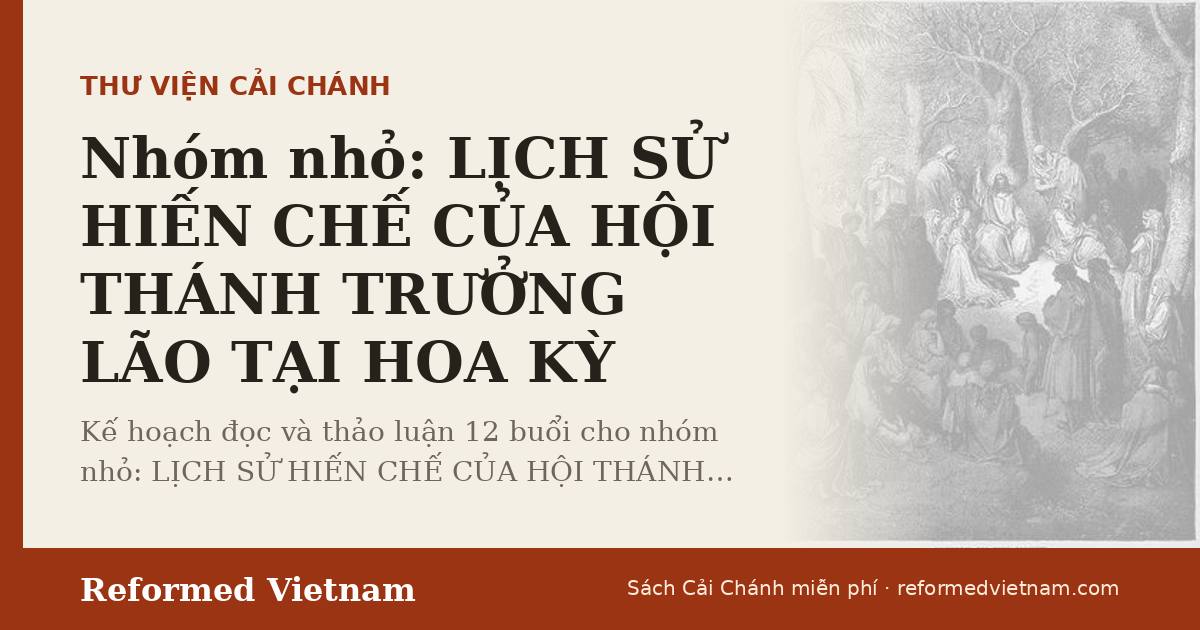 THƯ VIỆN CẢI CHÁNH
Nhóm nhỏ: LỊCH SỬ
HIẾN CHẾ CỦA HỘI
THÁNH TRƯỞNG
LÃO TẠI HOA KỲ
Kế hoạch đọc và thảo luận 12 buổi cho nhóm
nhỏ: LỊCH SỬ HIẾN CHẾ CỦA HỘI THÁNH…
Reformed Vietnam
Sách Cải Chánh miễn phí · reformedvietnam.com